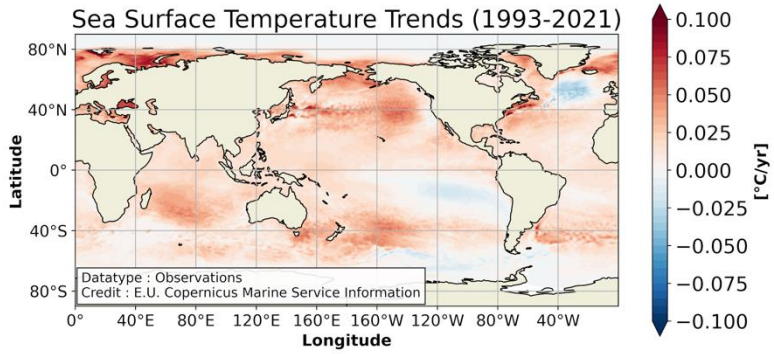 Sea Surface Temperature Trends (1993-2021)
80°N
40°N
0°
40°S
80°S
Latitude
Datatype : Observations
Credit : E.U. Copernicus Marine Service Information
0° 40°E 80°E 120°E 160°E 160°W 120°W 80°W 40°W
Longitude
0.100
0.075
0.050
0.025
0.000
−0.025
−0.050
−0.075
−0.100
[°C/yr]